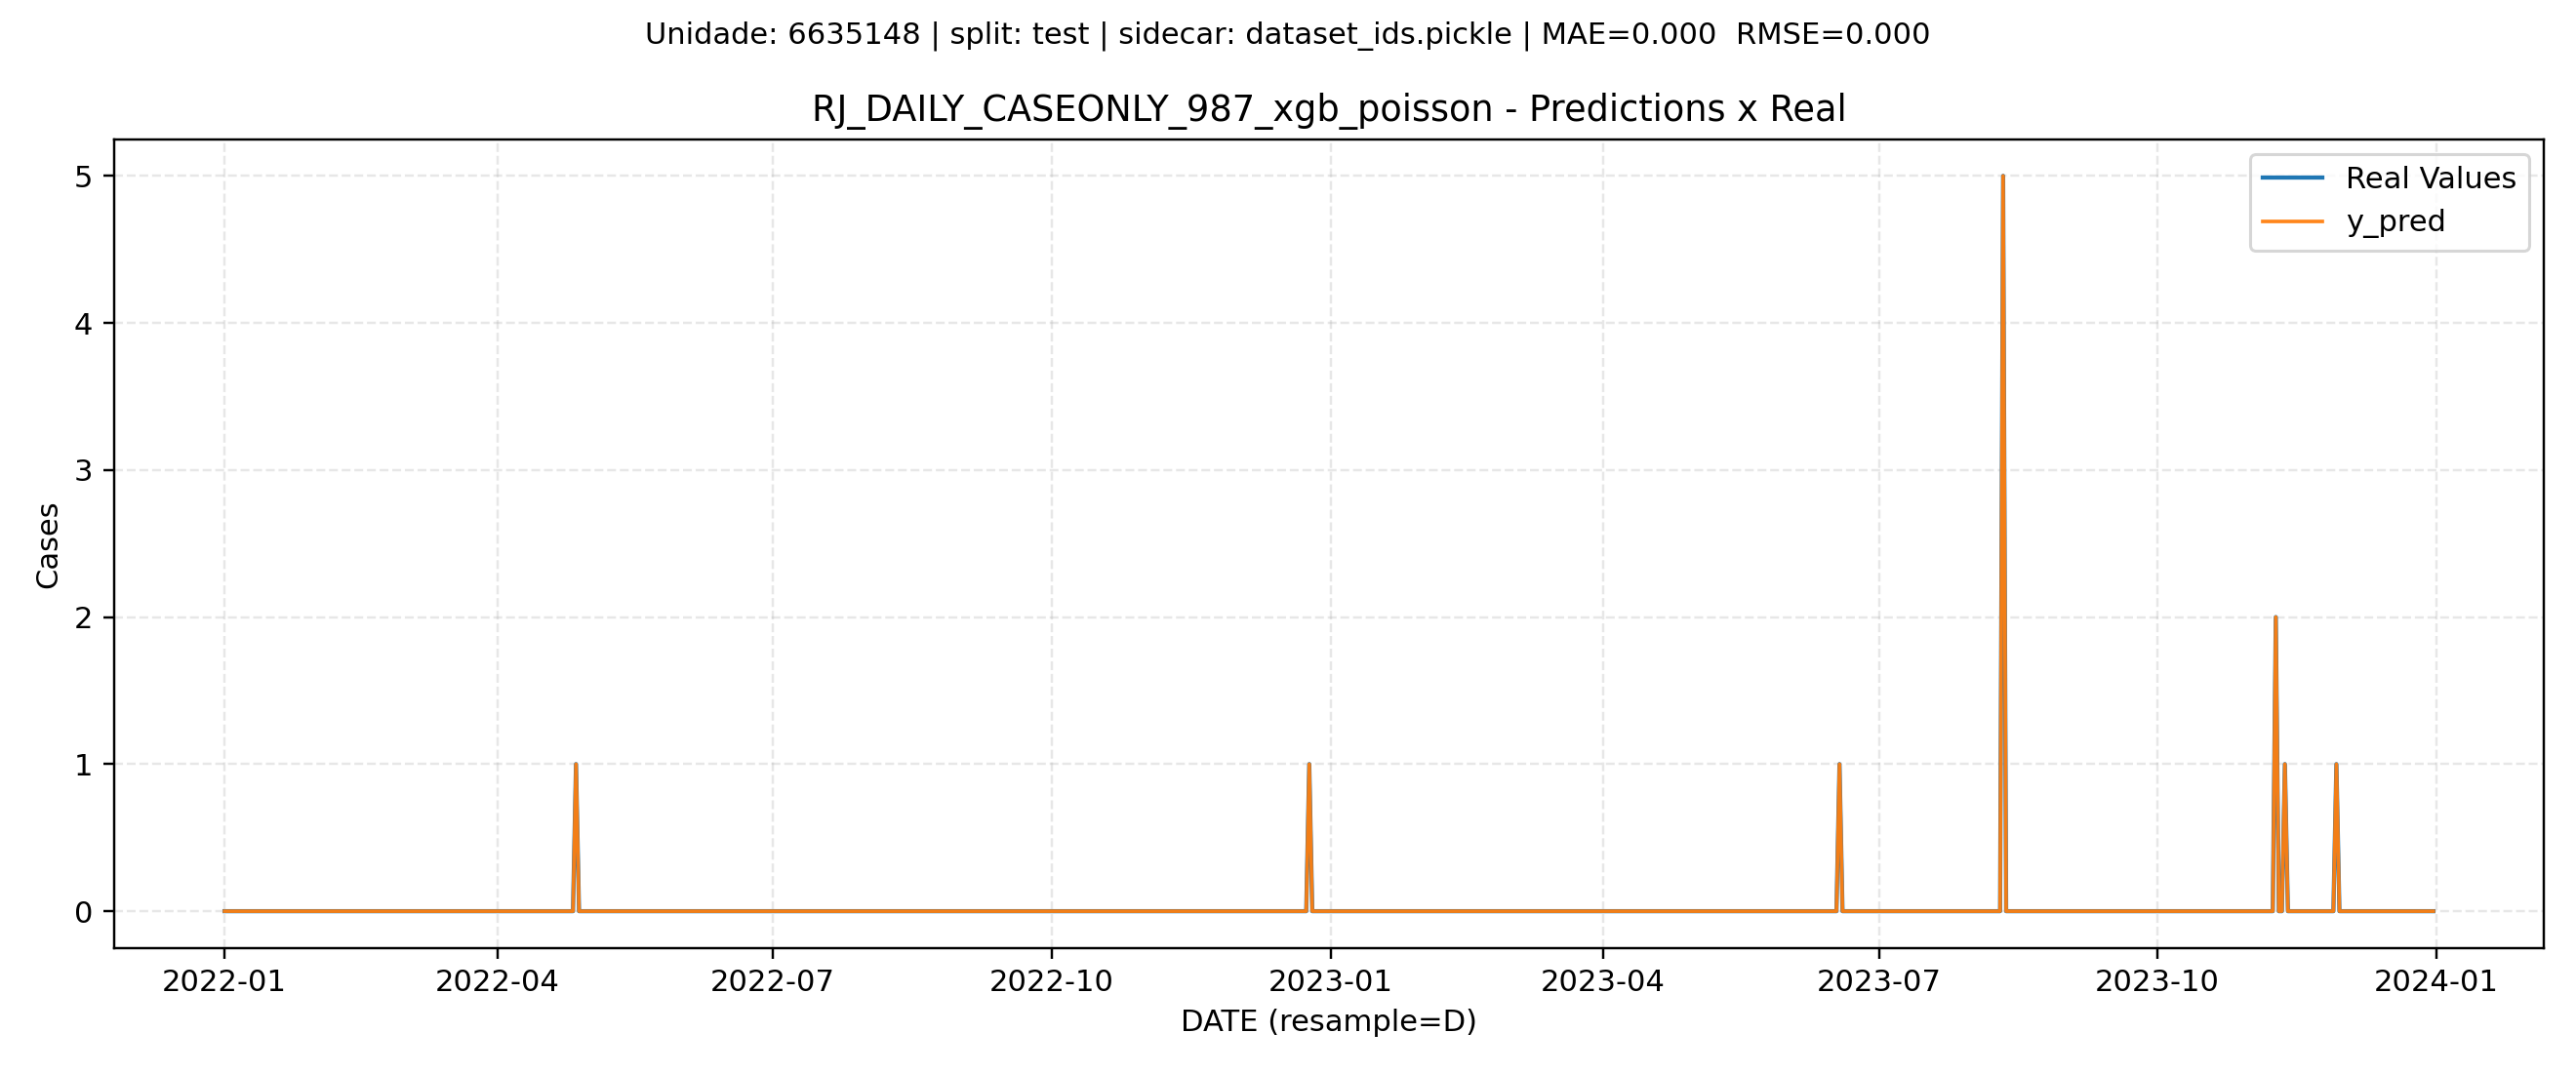 Unidade: 6635148 | split: test | sidecar: dataset_ids.pickle | MAE=0.000  RMSE=0.000
RJ_DAILY_CASEONLY_987_xgb_poisson - Predictions x Real
Real Values
y_pred
5
4
3
2
1
0
Cases
2022-01
2022-04
2022-07
2022-10
2023-01
2023-04
2023-07
2023-10
2024-01
DATE (resample=D)